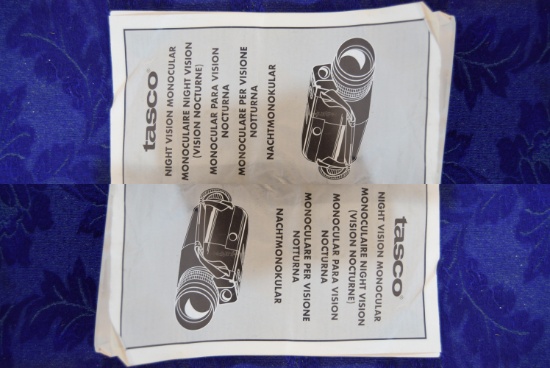 tasco
NIGHT VISION MONOCULAR
MONOCULAIRE NIGHT VISION
(VISION NOCTURNE)
MONOCULAR PARA VISION
NOCTURNA
MONOCULARE PER VISIONE
NOTTURNA
NACHTMONOKULAR
tasco®
NIGHT VISION MONOCULAR
MONOCULAIRE NIGHT VISION
(VISION NOCTURNE)
MONOCULAR PARA VISION
NOCTURNA
MONOCULARE PER VISIONE
NOTTURNA
NACHTMONOKULAR